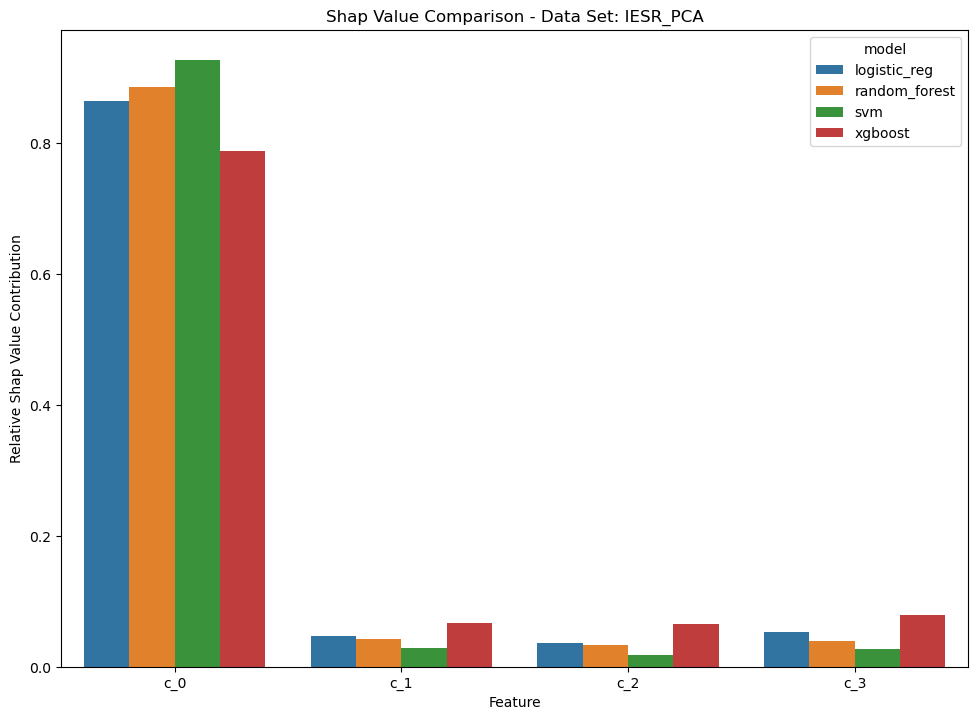 Shap Value Comparison - Data Set: IESR_PCA
model
logistic_reg
random_forest
svm
xgboost
Relative Shap Value Contribution
0.8
0.6
0.4
0.2
0.0
c_0 c_1 c_2 c_3
Feature